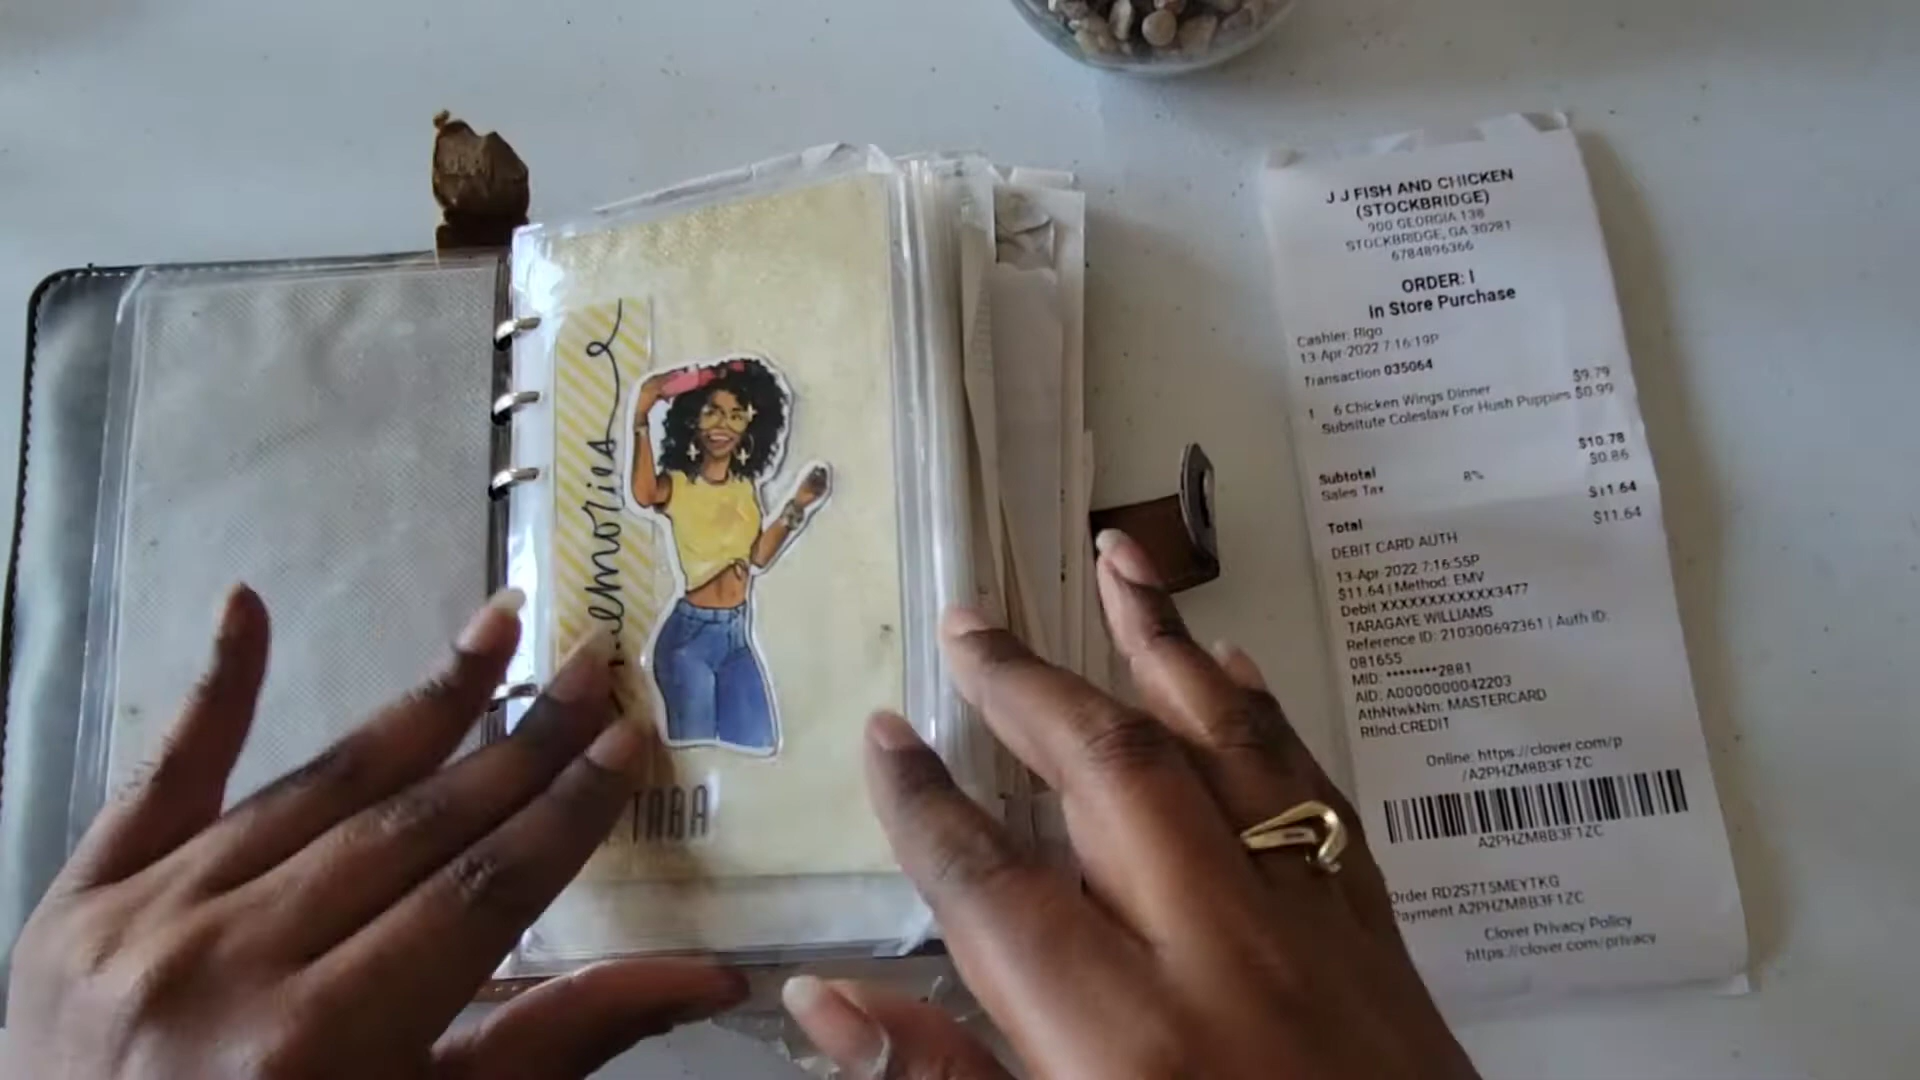 memories
TABA
J J FISH AND CHICKEN
(STOCKBRIDGE)
900 GEORGIA 138
STOCKBRIDGE, GA 30281
6784896366
ORDER: I
In Store Purchase
Cashier: Rigo
13-Apr-2022 7:16:19P
Transaction 035064
1 6 Chicken Wings Dinner $9.79
Substitute Coleslaw For Hush Puppies $0.99
Subtotal $10.78
Sales Tax 8% $0.86
Total $11.64
DEBIT CARD AUTH $11.64
13-Apr-2022 7:16:55P
$11.64 | Method: EMV
Debit XXXXXXXXXXXX3477
TARAGAYE WILLIAMS
Reference ID: 210300692361 | Auth ID:
081655
MID: ********2881
AID: A0000000042203
AthNtwkNm: MASTERCARD
RtInd:CREDIT
Online: https://clover.com/p
/A2PHZM8B3F1ZC
A2PHZM8B3F1ZC
Order RD2S7T5MEYTKG
Payment A2PHZM8B3F1ZC
Clover Privacy Policy
https://clover.com/privacy